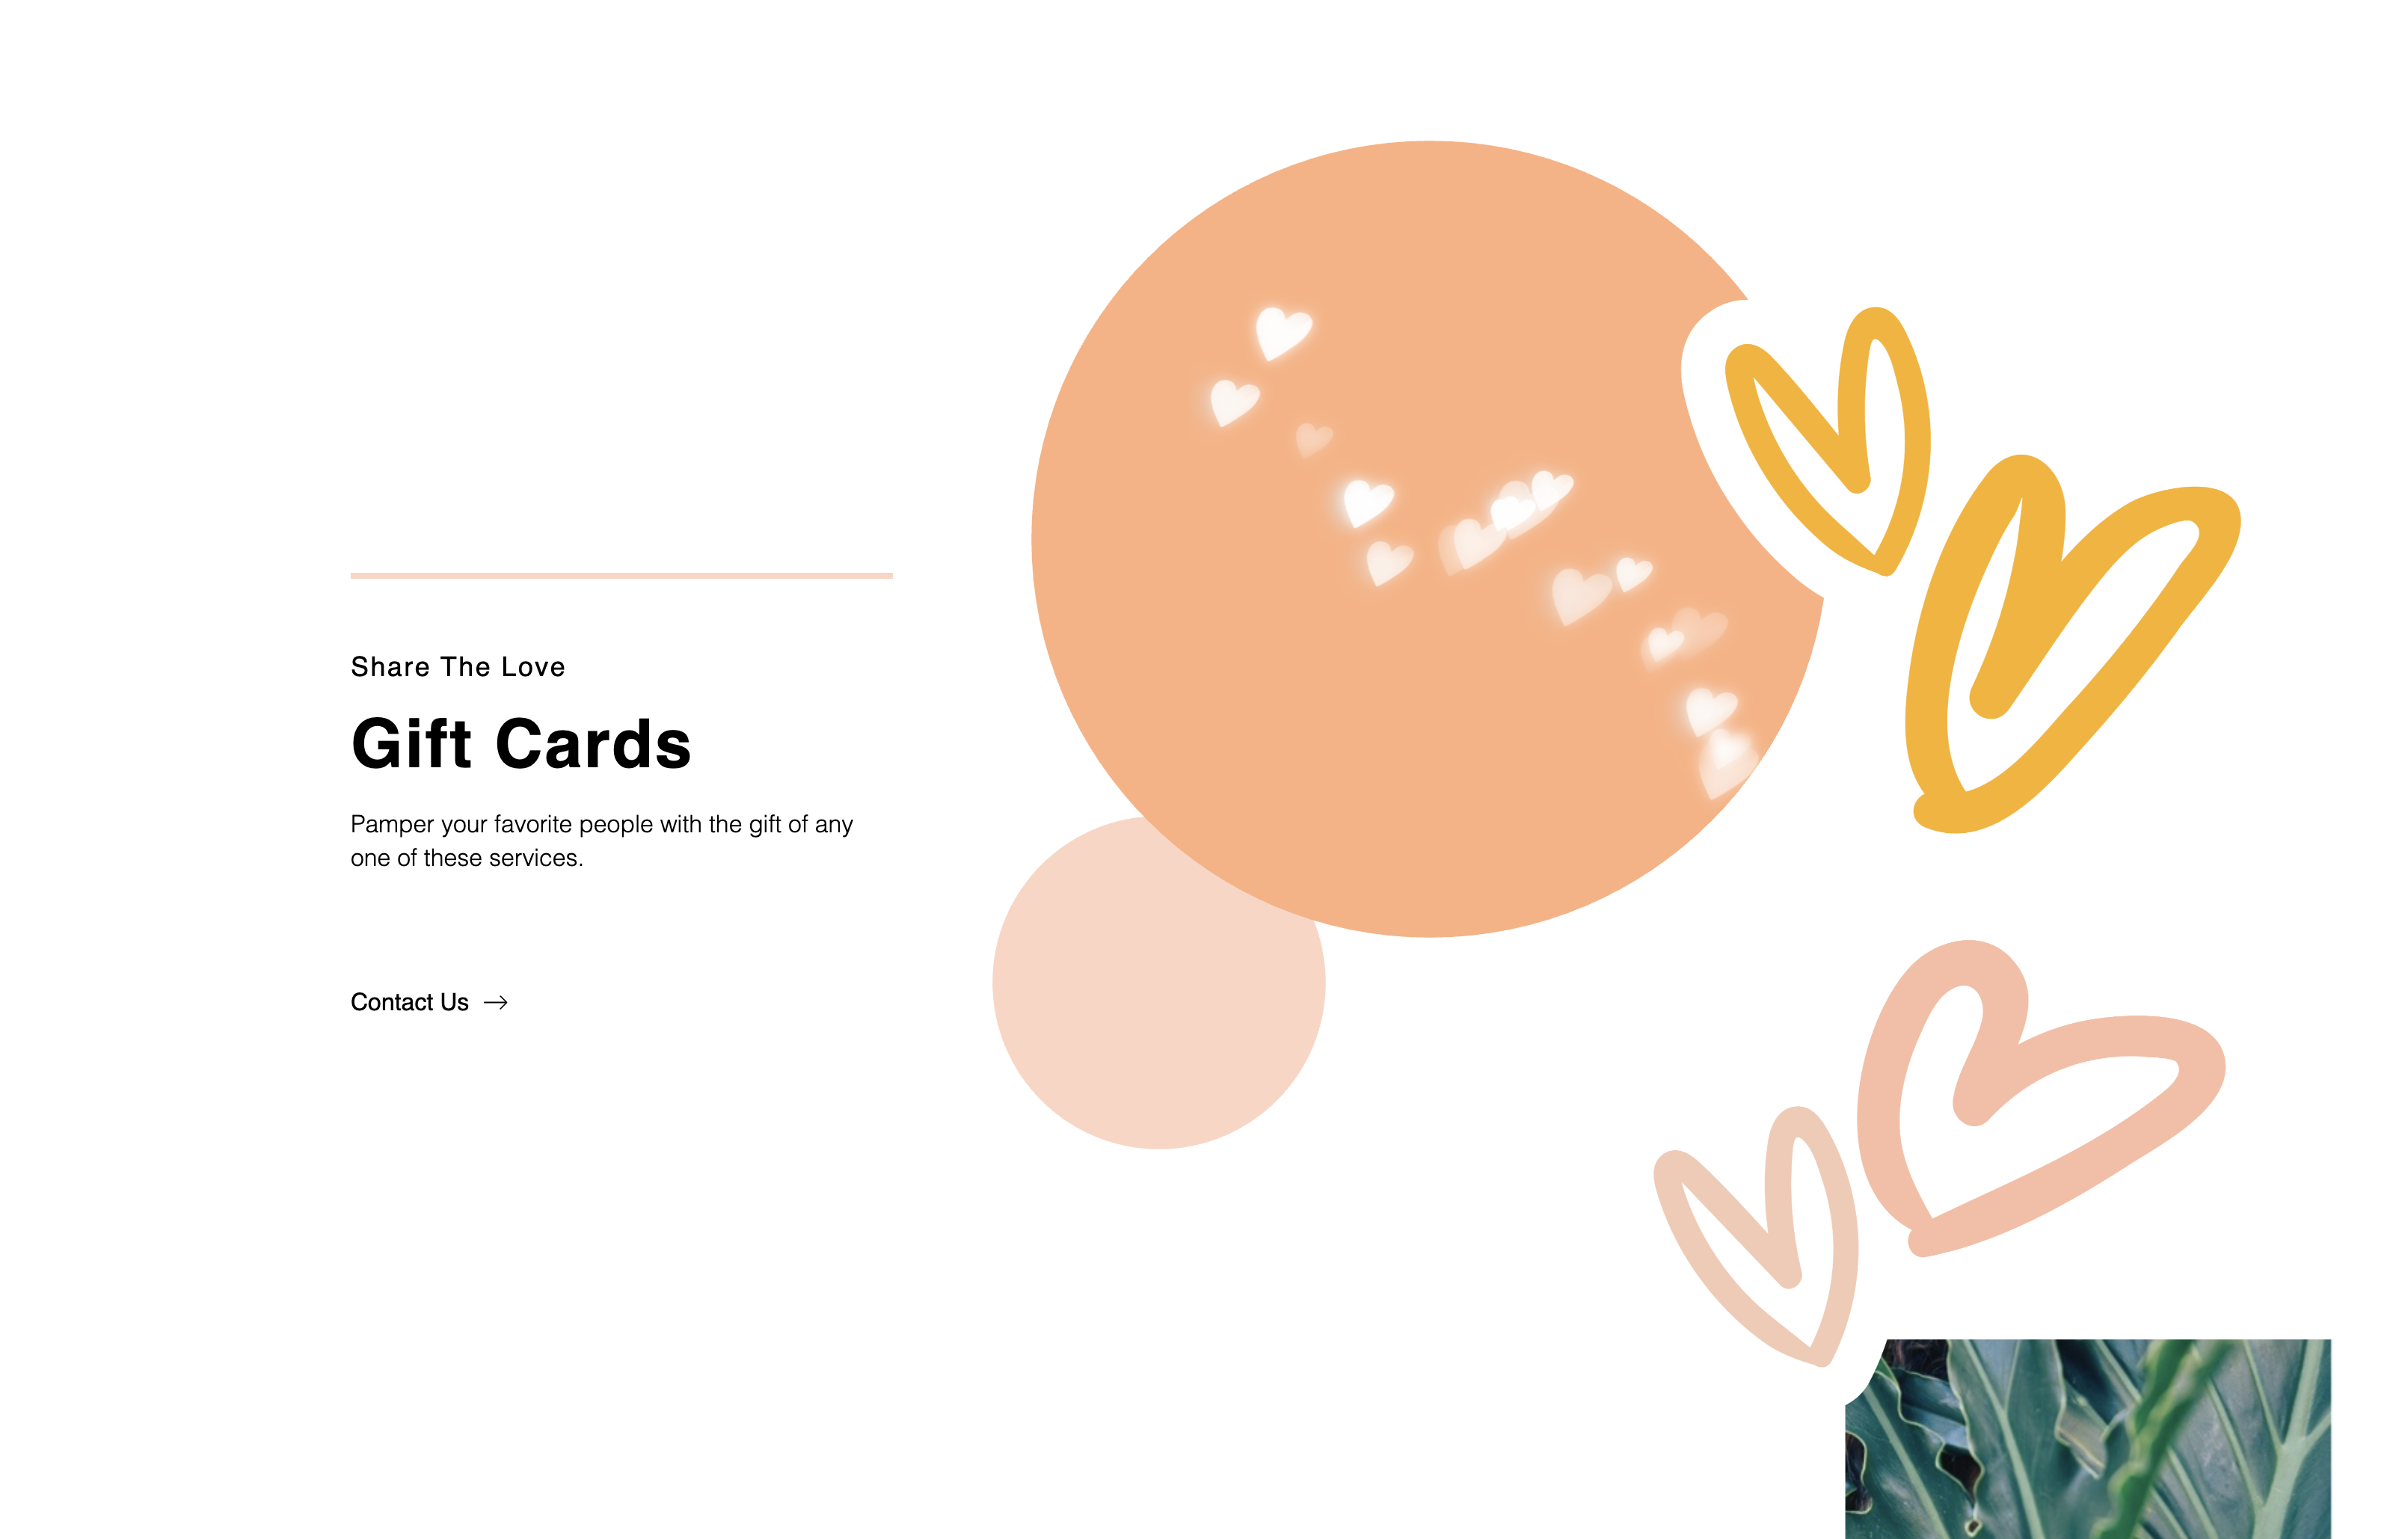 Share The Love
Gift Cards
Pamper your favorite people with the gift of any
one of these services.
Contact Us →